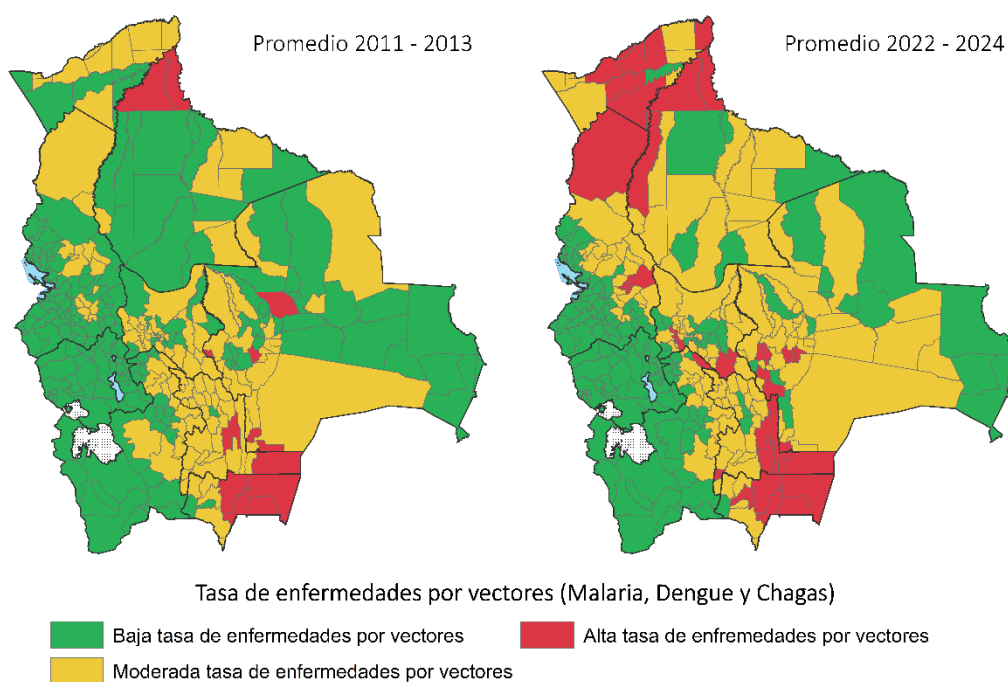 Promedio 2011 - 2013
Promedio 2022 - 2024
Tasa de enfermedades por vectores (Malaria, Dengue y Chagas)
Baja tasa de enfermedades por vectores
Alta tasa de enfremedades por vectores
Moderada tasa de enfermedades por vectores